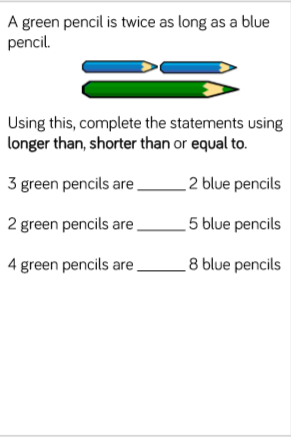 A green pencil is twice as long as a blue
pencil.
Using this, complete the statements using
longer than, shorter than or equal to.
3 green pencils are ______ 2 blue pencils
2 green pencils are ______ 5 blue pencils
4 green pencils are ______ 8 blue pencils